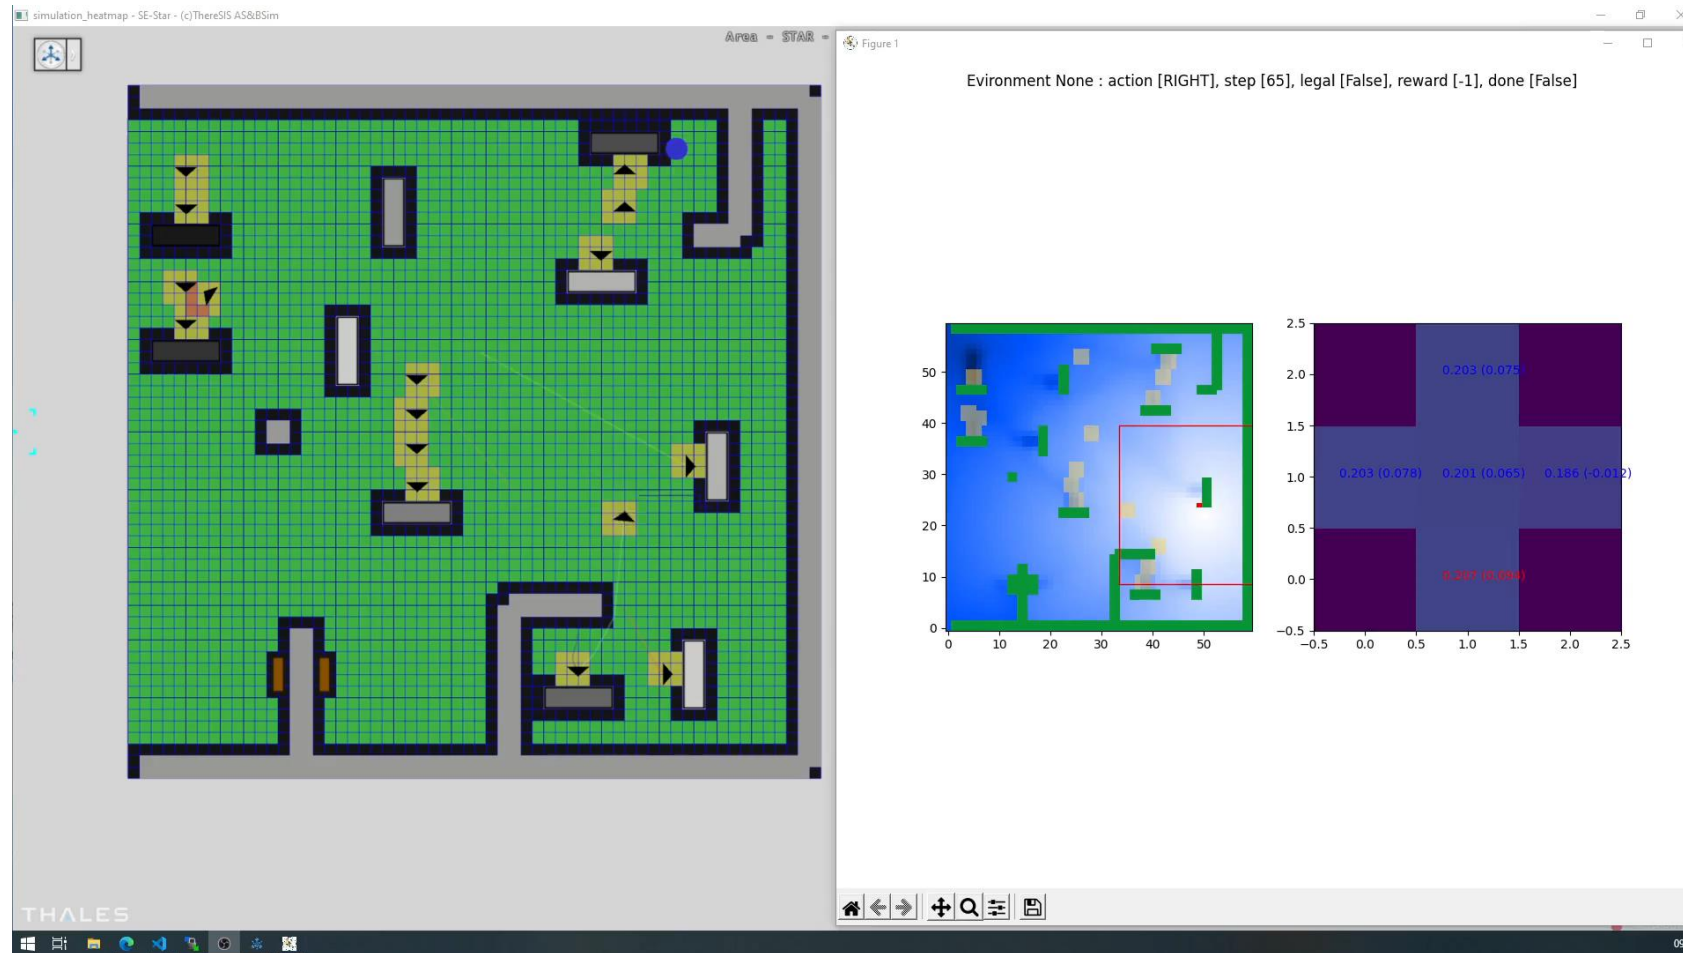 simulation_heatmap - SE-Star - (c)ThereSIS AS&BSim
Area - STAR -
Figure 1
Evironment None : action [RIGHT], step [65], legal [False], reward [-1], done [False]
50
40
30
20
10
0
0 10 20 30 40 50
2.5
2.0
1.5
1.0
0.5
0.0
−0.5
−0.5 0.0 0.5 1.0 1.5 2.0 2.5
0.203 (0.075)
0.203 (0.078) 0.201 (0.065) 0.186 (-0.012)
THALES
09